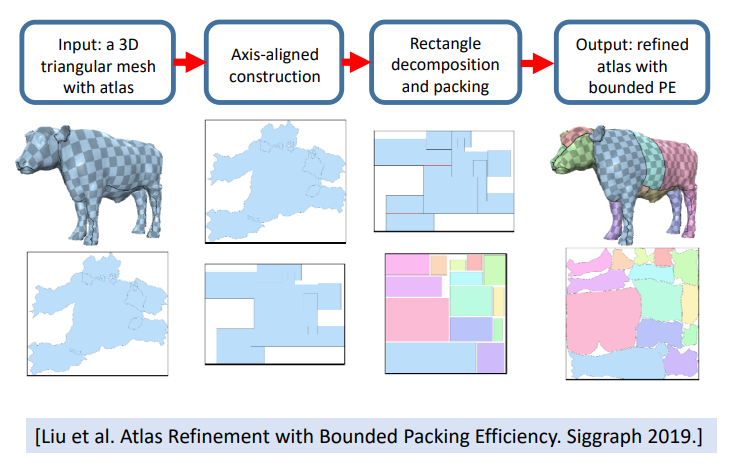 Input: a 3D
triangular mesh
with atlas
Axis-aligned
construction
Rectangle
decomposition
and packing
Output: refined
atlas with
bounded PE
[Liu et al. Atlas Refinement with Bounded Packing Efficiency. Siggraph 2019.]